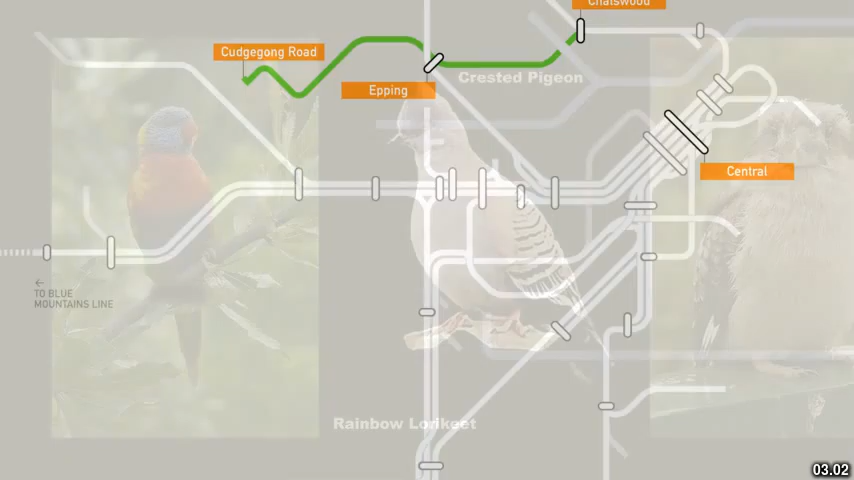 Chatswood
Cudgegong Road
Crested Pigeon
Epping
Central
← 
TO BLUE
MOUNTAINS LINE
Rainbow Lorikeet
03.02